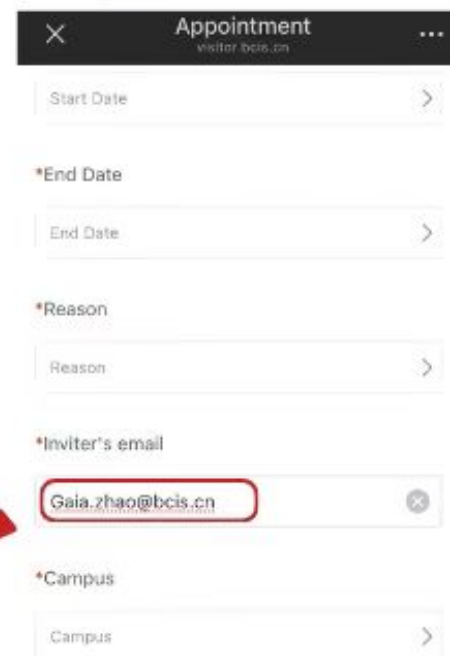 Appointment
visitor.bcis.cn
Start Date
*End Date
End Date
*Reason
Reason
*Inviter's email
Gaia.zhao@bcis.cn
*Campus
Campus